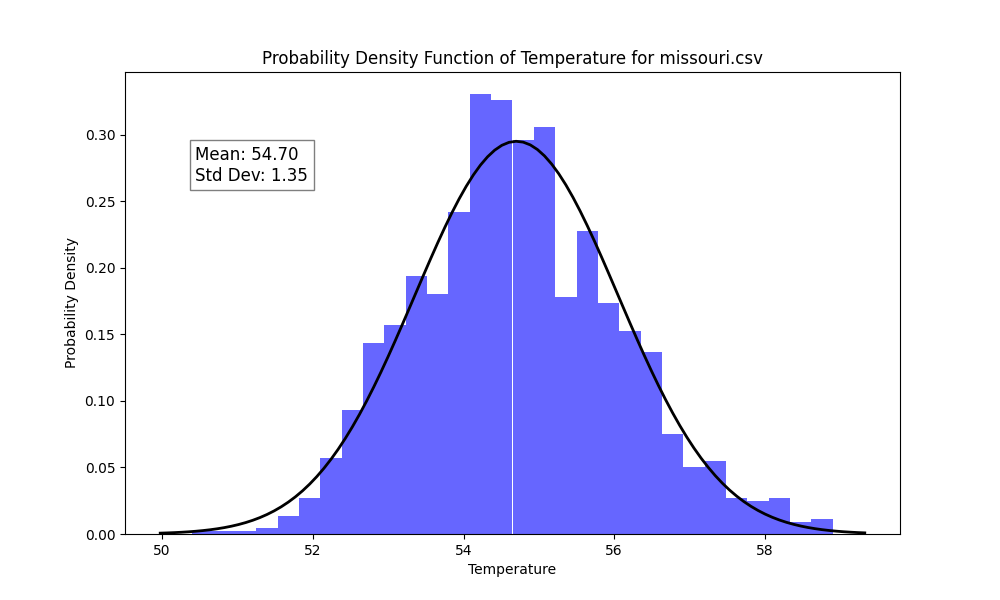 Probability Density Function of Temperature for missouri.csv
Mean: 54.70
Std Dev: 1.35
Probability Density
0.30
0.25
0.20
0.15
0.10
0.05
0.00
50 52 54 56 58
Temperature